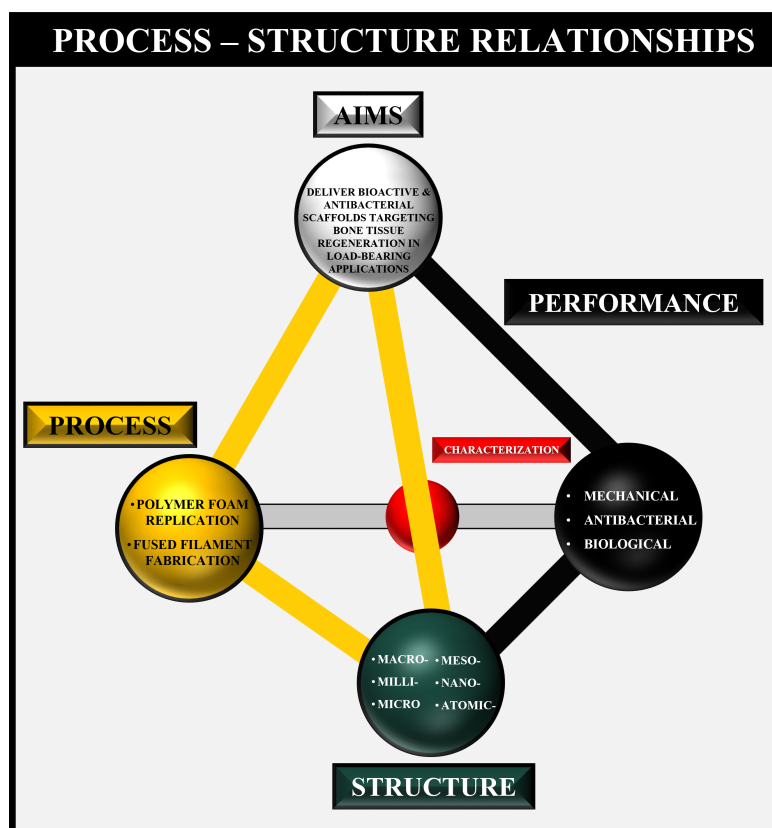 PROCESS – STRUCTURE RELATIONSHIPS
AIMS
DELIVER BIOACTIVE &
ANTIBACTERIAL
SCAFFOLDS TARGETING
BONE TISSUE
REGENERATION IN
LOAD-BEARING
APPLICATIONS
PERFORMANCE
PROCESS
CHARACTERIZATION
• POLYMER FOAM
REPLICATION
• FUSED FILAMENT
FABRICATION
• MECHANICAL
• ANTIBACTERIAL
• BIOLOGICAL
• MACRO-
• MILLI-
• MICRO
• MESO-
• NANO-
• ATOMIC-
STRUCTURE